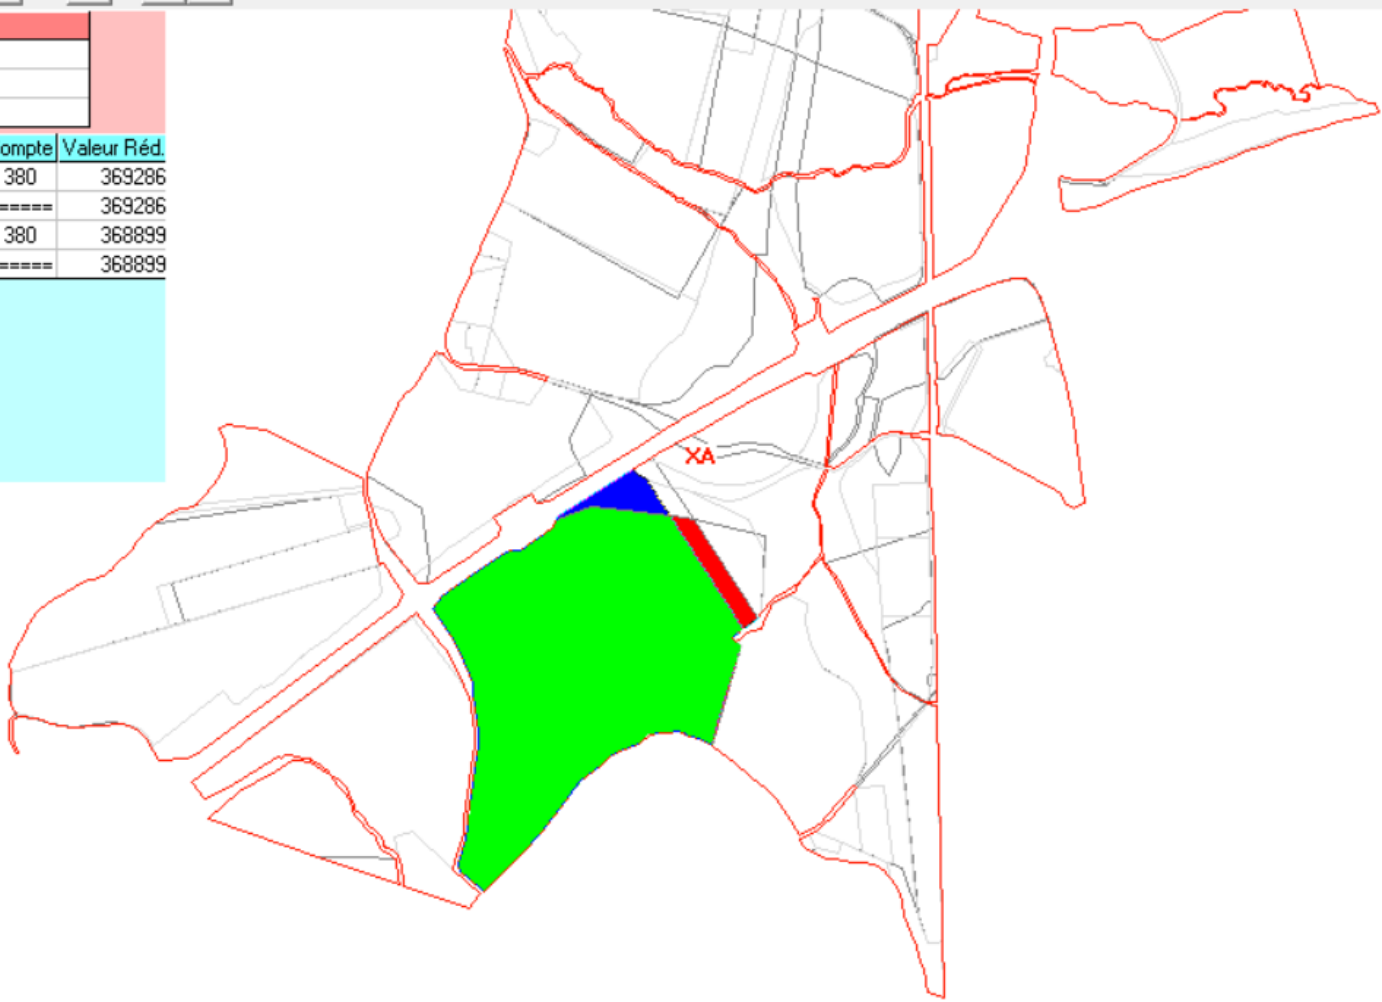 ompte Valeur Réd.
380 369286
===== 369286
380 368899
===== 368899
XA